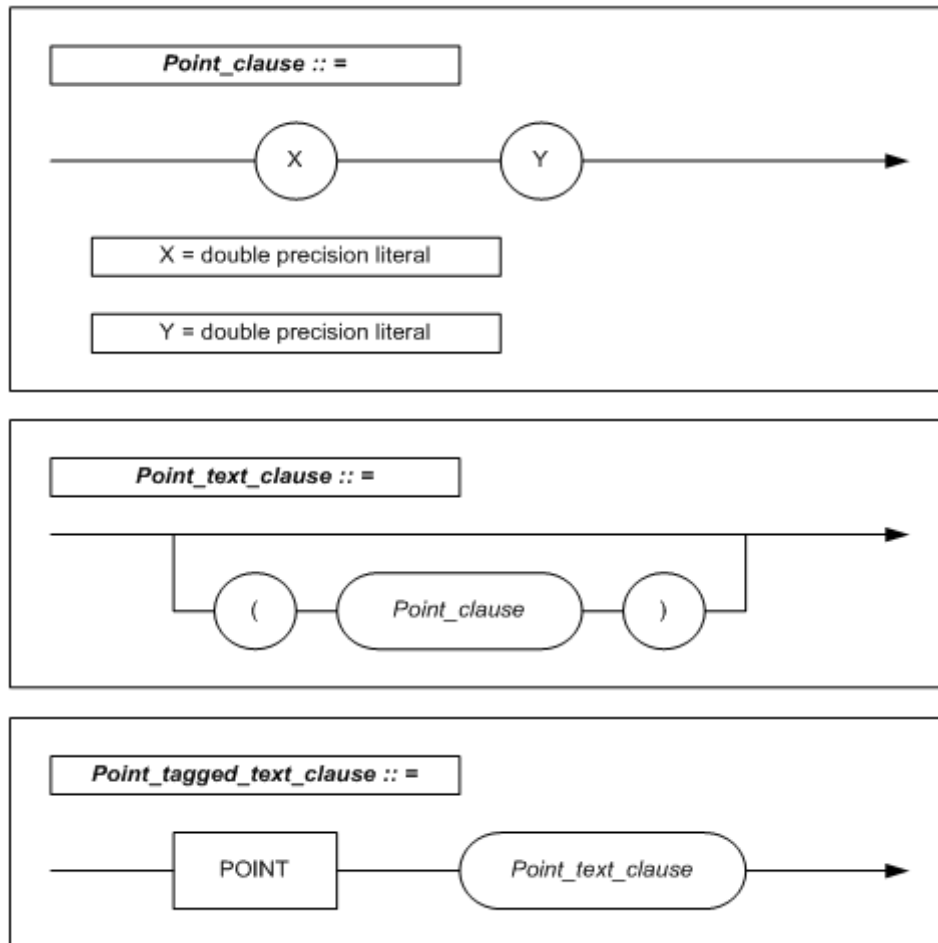 Point_clause :: =
X
Y
X = double precision literal
Y = double precision literal
Point_text_clause :: =
(
Point_clause
)
Point_tagged_text_clause :: =
POINT
Point_text_clause